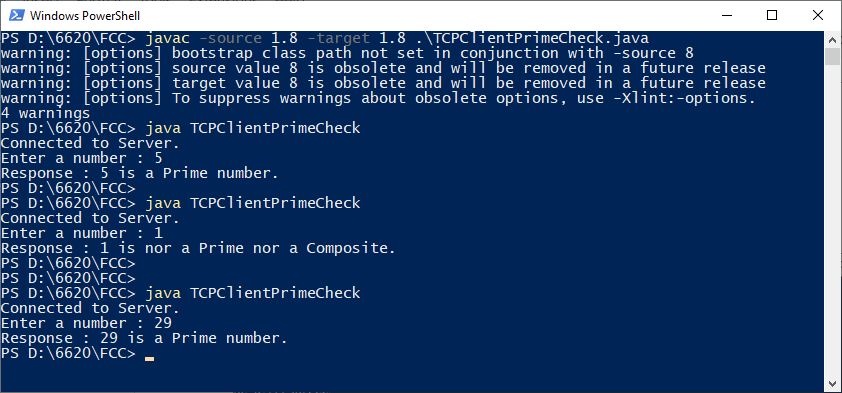 Windows PowerShell
PS D:\6620\FCC> javac -source 1.8 -target 1.8 .\TCPClientPrimeCheck.java
warning: [options] bootstrap class path not set in conjunction with -source 8
warning: [options] source value 8 is obsolete and will be removed in a future release
warning: [options] target value 8 is obsolete and will be removed in a future release
warning: [options] To suppress warnings about obsolete options, use -Xlint:-options.
4 warnings
PS D:\6620\FCC> java TCPClientPrimeCheck
Connected to Server.
Enter a number : 5
Response : 5 is a Prime number.
PS D:\6620\FCC>
PS D:\6620\FCC> java TCPClientPrimeCheck
Connected to Server.
Enter a number : 1
Response : 1 is nor a Prime nor a Composite.
PS D:\6620\FCC>
PS D:\6620\FCC>
PS D:\6620\FCC> java TCPClientPrimeCheck
Connected to Server.
Enter a number : 29
Response : 29 is a Prime number.
PS D:\6620\FCC>